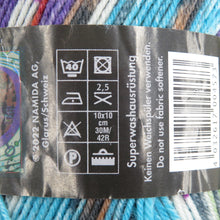 © 2022 NAMIDA AG,
Glarus/Schweiz
40
2,5
10x10
cm
30M/
42R
Superwashausrüstung
Keinen Weichspüler verwenden.
Do not use fabric softener.